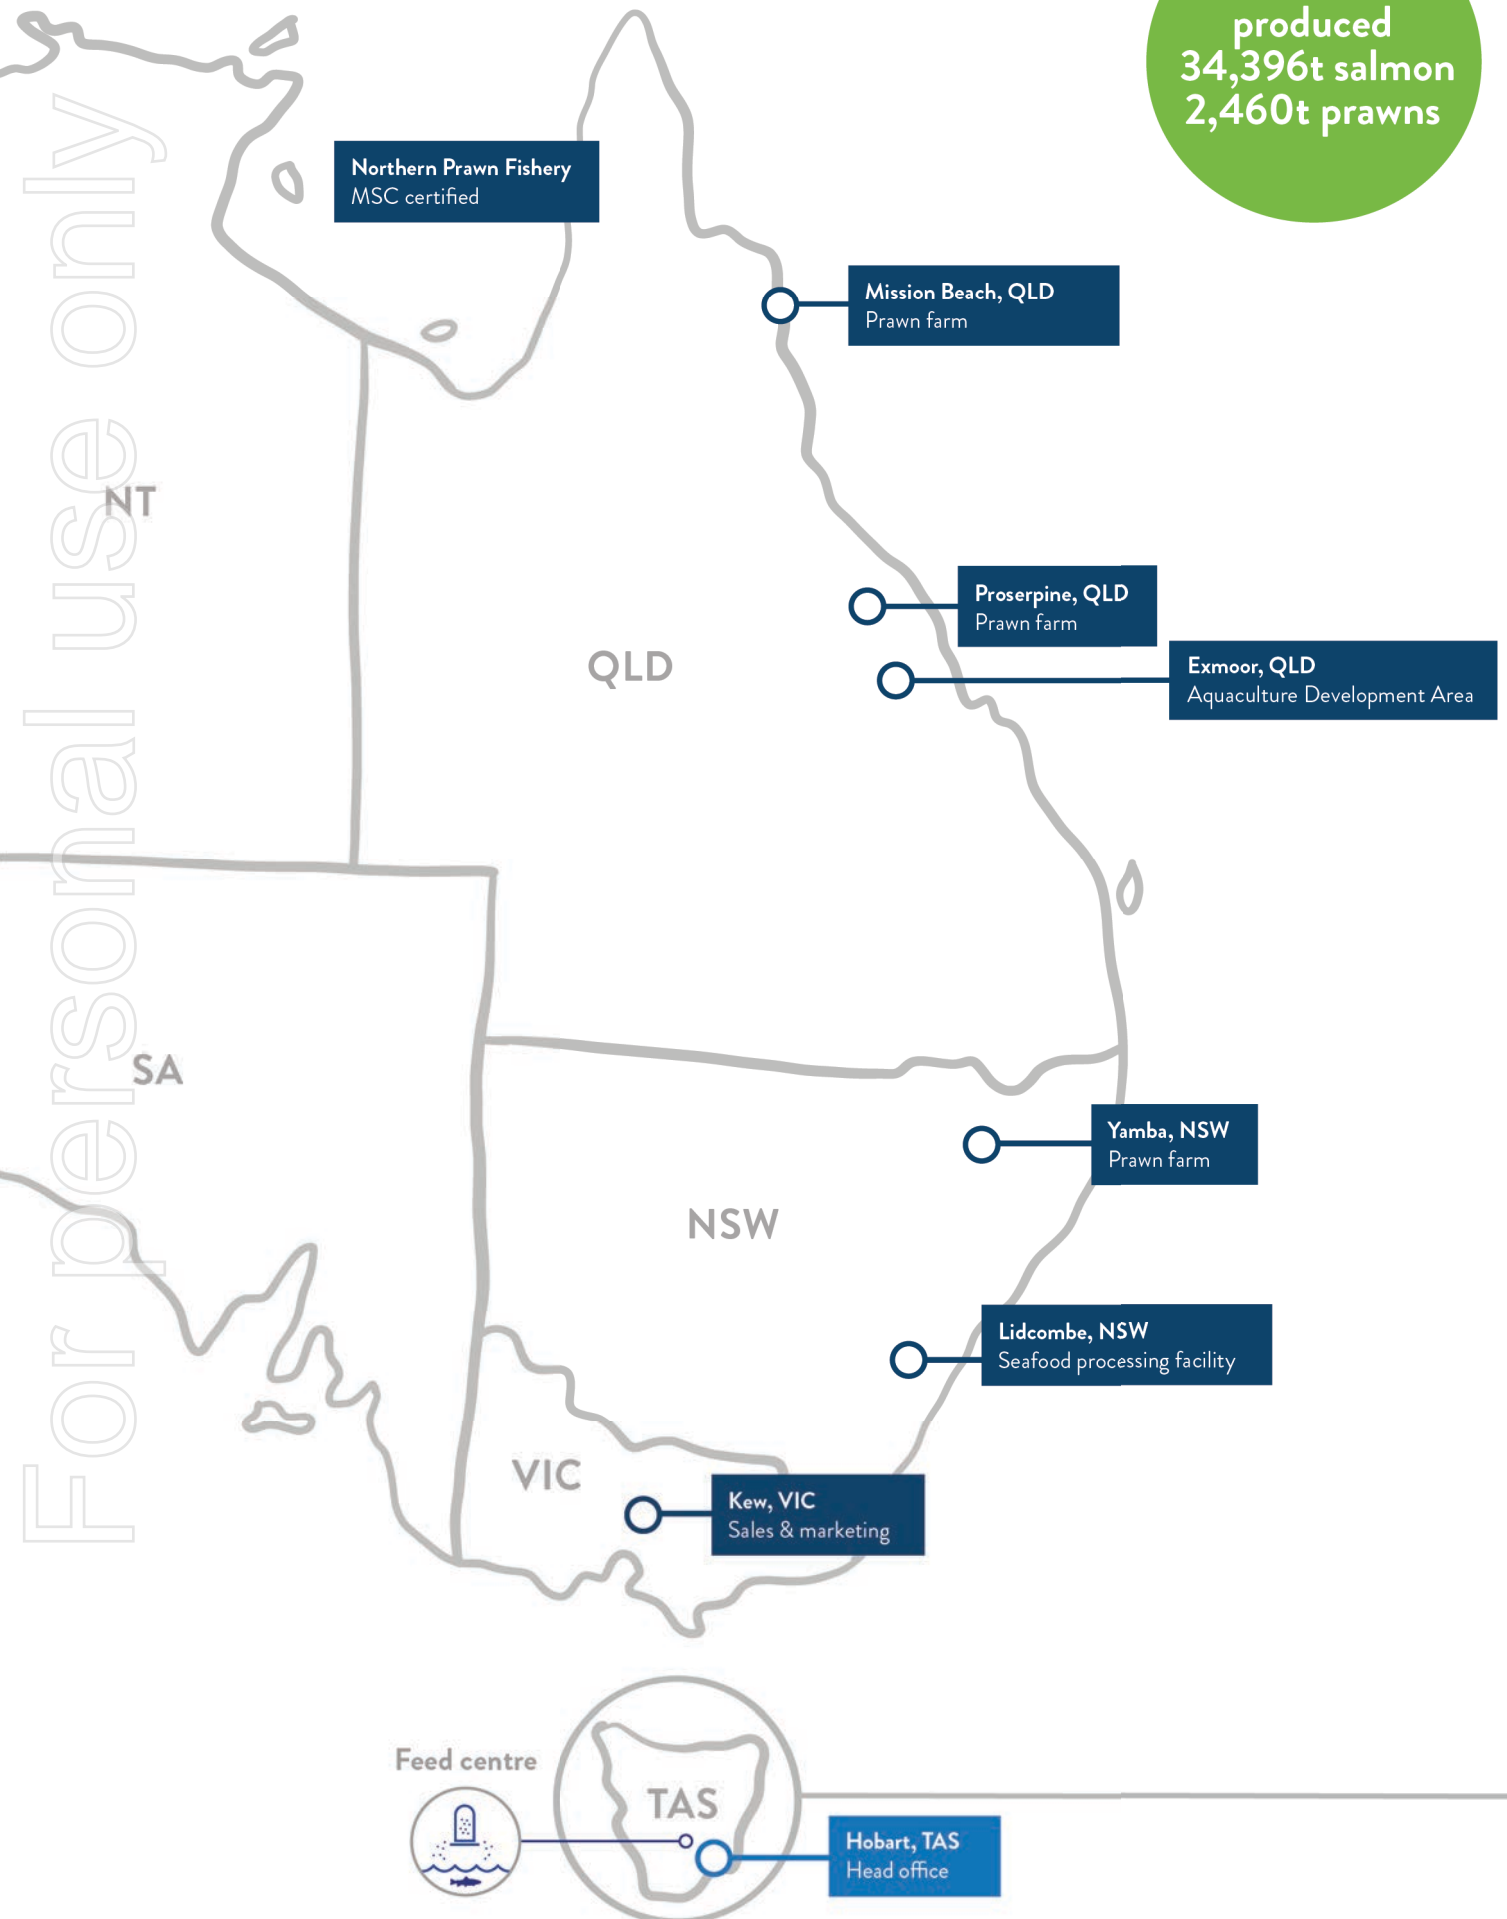 produced
34,396t salmon
2,460t prawns
Northern Prawn Fishery
MSC certified
Mission Beach, QLD
Prawn farm
NT
Proserpine, QLD
Prawn farm
QLD
Exmoor, QLD
Aquaculture Development Area
SA
Yamba, NSW
Prawn farm
NSW
Lidcombe, NSW
Seafood processing facility
VIC
Kew, VIC
Sales & marketing
Feed centre
TAS
Hobart, TAS
Head office
For personal use only